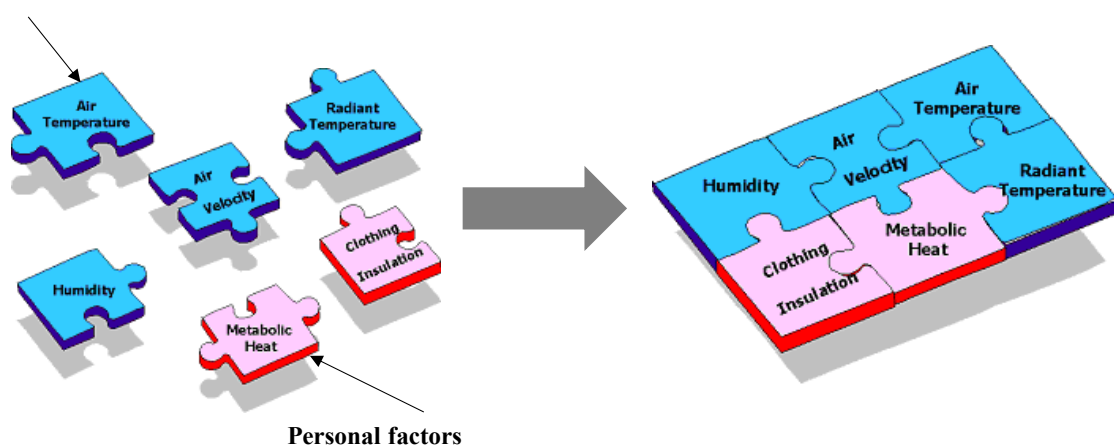 Air
Temperature
Radiant
Temperature
Air
Velocity
Clothing
Insulation
Humidity
Metabolic
Heat
Personal factors
Air
Temperature
Air
Velocity
Humidity
Radiant
Temperature
Metabolic
Heat
Clothing
Insulation